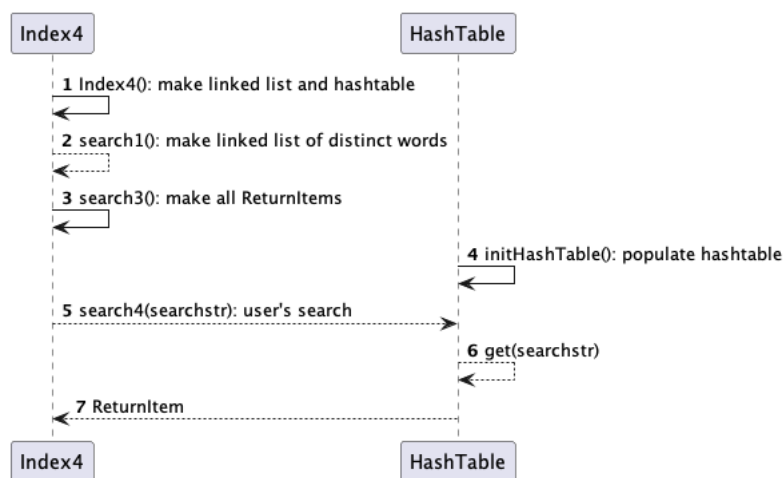 Index4 HashTable
1 Index4(): make linked list and hashtable
2 search1(): make linked list of distinct words
3 search3(): make all ReturnItems
4 initHashTable(): populate hashtable
5 search4(searchstr): user's search
6 get(searchstr)
7 ReturnItem
Index4 HashTable